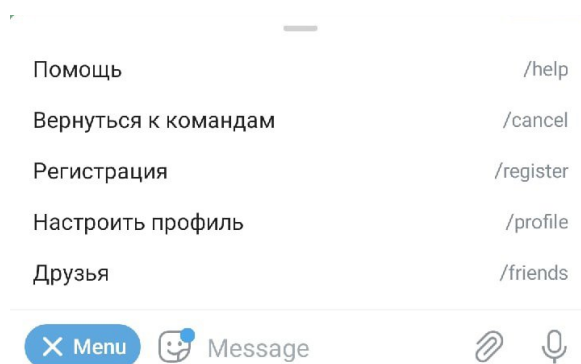 Помощь /help
Вернуться к командам /cancel
Регистрация /register
Настроить профиль /profile
Друзья /friends
Menu Message